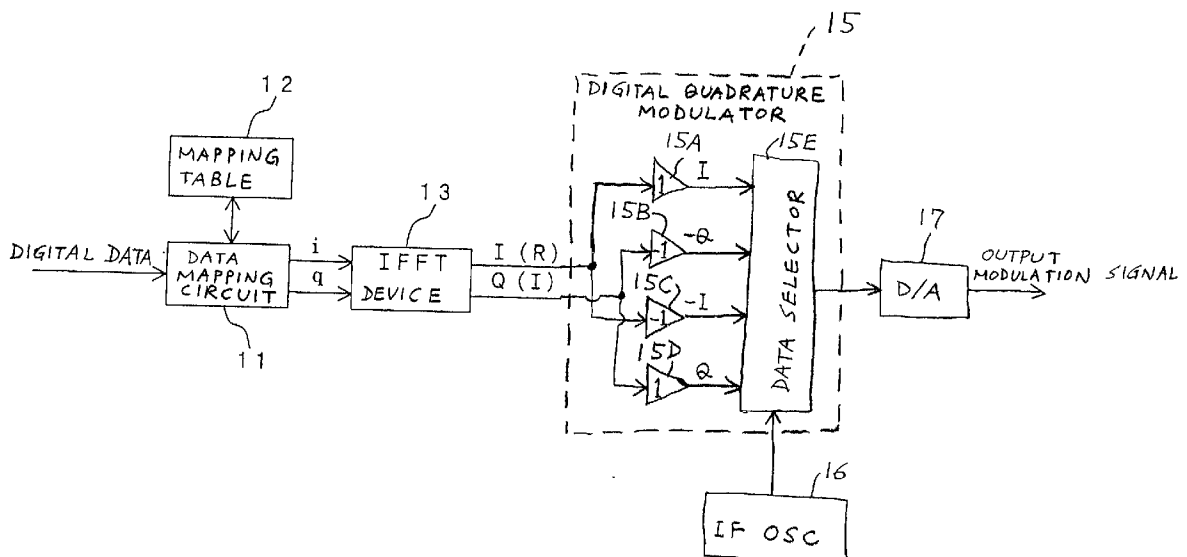 15
DIGITAL QUADRATURE
MODULATOR
12
MAPPING
TABLE
13
DIGITAL DATA
DATA
MAPPING
CIRCUIT
11
i
q
IFFT
DEVICE
I (R)
Q (I)
15A
1
I
15B
-1
-Q
15C
-1
-I
15D
1
Q
15E
DATA SELECTOR
17
D/A
OUTPUT
MODULATION SIGNAL
16
IF OSC